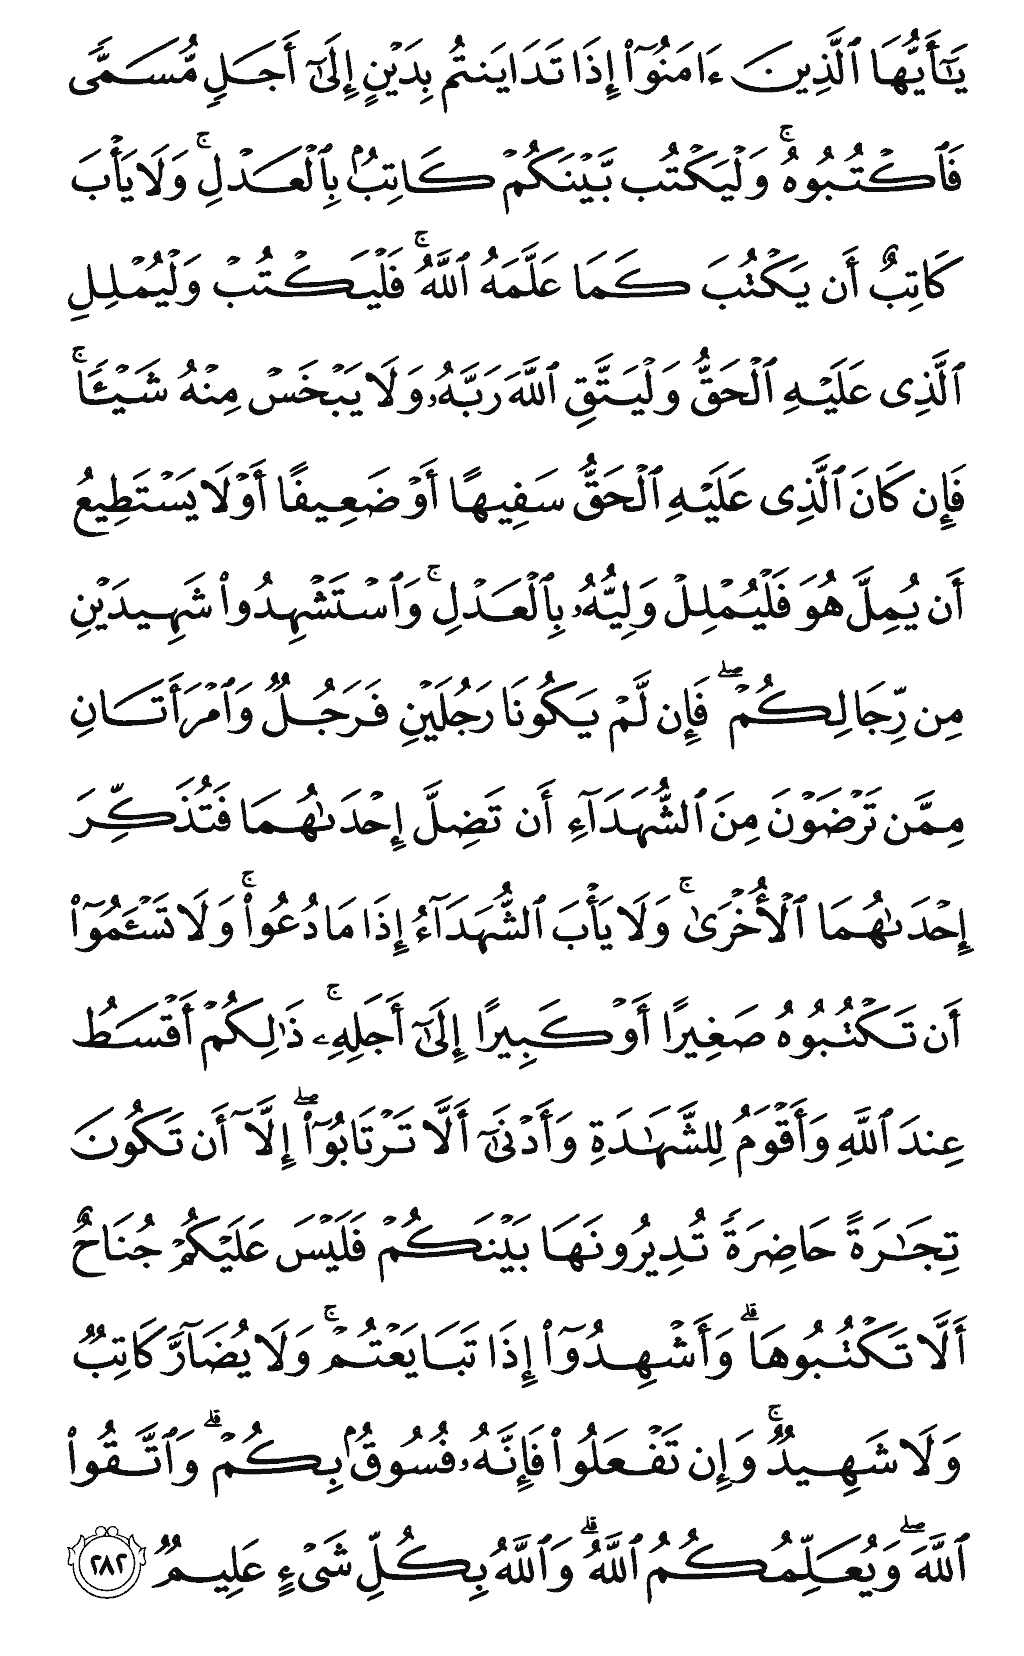 يَٰٓأَيُّهَا ٱلَّذِينَ ءَامَنُوٓا۟ إِذَا تَدَايَنتُم بِدَيْنٍ إِلَىٰٓ أَجَلٍ مُّسَمًّى
فَٱكْتُبُوهُ ۚ وَلْيَكْتُب بَّيْنَكُمْ كَاتِبٌۢ بِٱلْعَدْلِ ۚ وَلَا يَأْبَ
كَاتِبٌ أَن يَكْتُبَ كَمَا عَلَّمَهُ ٱللَّهُ ۚ فَلْيَكْتُبْ وَلْيُمْلِلِ
ٱلَّذِى عَلَيْهِ ٱلْحَقُّ وَلْيَتَّقِ ٱللَّهَ رَبَّهُۥ وَلَا يَبْخَسْ مِنْهُ شَيْـًٔا ۚ
فَإِن كَانَ ٱلَّذِى عَلَيْهِ ٱلْحَقُّ سَفِيهًا أَوْ ضَعِيفًا أَوْ لَا يَسْتَطِيعُ
أَن يُمِلَّ هُوَ فَلْيُمْلِلْ وَلِيُّهُۥ بِٱلْعَدْلِ ۚ وَٱسْتَشْهِدُوا۟ شَهِيدَيْنِ
مِن رِّجَالِكُمْ ۖ فَإِن لَّمْ يَكُونَا رَجُلَيْنِ فَرَجُلٌ وَٱمْرَأَتَانِ
مِمَّن تَرْضَوْنَ مِنَ ٱلشُّهَدَآءِ أَن تَضِلَّ إِحْدَىٰهُمَا فَتُذَكِّرَ
إِحْدَىٰهُمَا ٱلْأُخْرَىٰ ۚ وَلَا يَأْبَ ٱلشُّهَدَآءُ إِذَا مَا دُعُوا۟ ۚ وَلَا تَسْـَٔمُوٓا۟
أَن تَكْتُبُوهُ صَغِيرًا أَوْ كَبِيرًا إِلَىٰٓ أَجَلِهِۦ ۚ ذَٰلِكُمْ أَقْسَطُ
عِندَ ٱللَّهِ وَأَقْوَمُ لِلشَّهَٰدَةِ وَأَدْنَىٰٓ أَلَّا تَرْتَابُوٓا۟ ۖ إِلَّآ أَن تَكُونَ
تِجَٰرَةً حَاضِرَةً تُدِيرُونَهَا بَيْنَكُمْ فَلَيْسَ عَلَيْكُمْ جُنَاحٌ
أَلَّا تَكْتُبُوهَا ۗ وَأَشْهِدُوٓا۟ إِذَا تَبَايَعْتُمْ ۚ وَلَا يُضَآرَّ كَاتِبٌ
وَلَا شَهِيدٌ ۚ وَإِن تَفْعَلُوا۟ فَإِنَّهُۥ فُسُوقٌۢ بِكُمْ ۗ وَٱتَّقُوا۟
ٱللَّهَ ۖ وَيُعَلِّمُكُمُ ٱللَّهُ ۗ وَٱللَّهُ بِكُلِّ شَىْءٍ عَلِيمٌ ٢٨٢